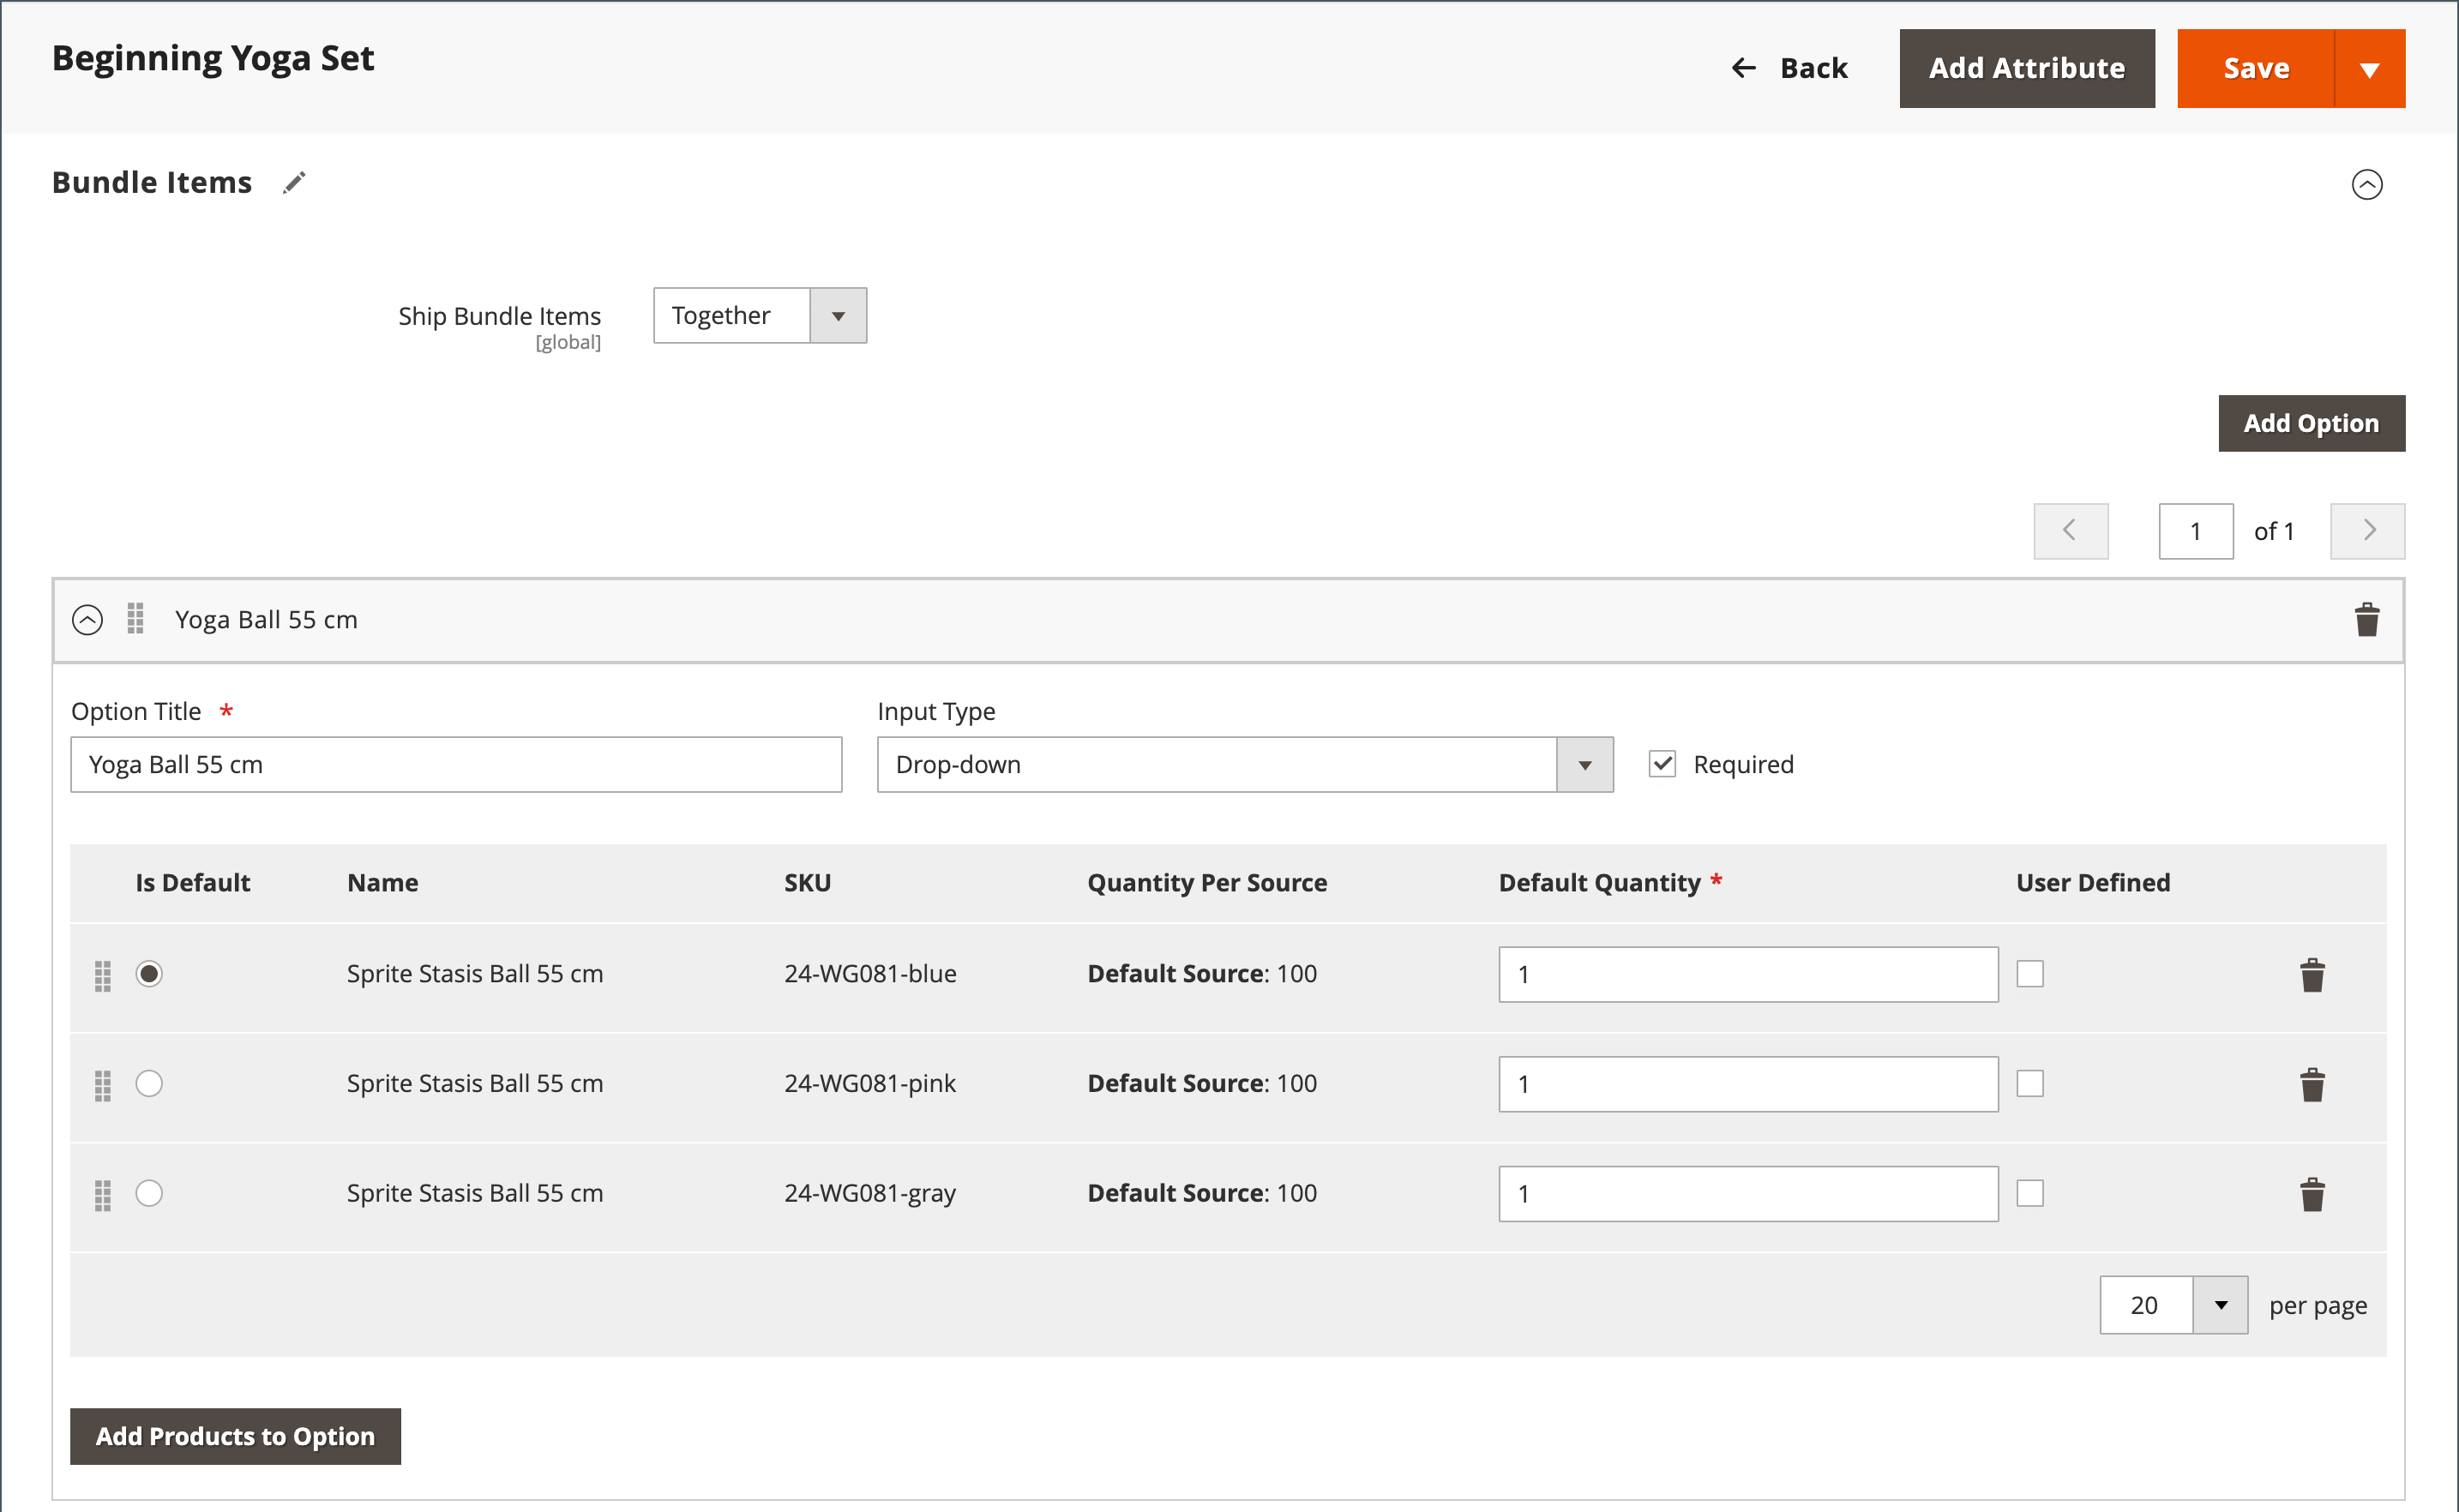 Beginning Yoga Set
Back
Add Attribute
Save
Bundle Items
Ship Bundle Items
[global]
Together
Add Option
1 of 1
Yoga Ball 55 cm
Option Title *
Input Type
Yoga Ball 55 cm
Drop-down
Required
Is Default Name SKU Quantity Per Source Default Quantity * User Defined
Sprite Stasis Ball 55 cm 24-WG081-blue Default Source: 100 1
Sprite Stasis Ball 55 cm 24-WG081-pink Default Source: 100 1
Sprite Stasis Ball 55 cm 24-WG081-gray Default Source: 100 1
20 per page
Add Products to Option